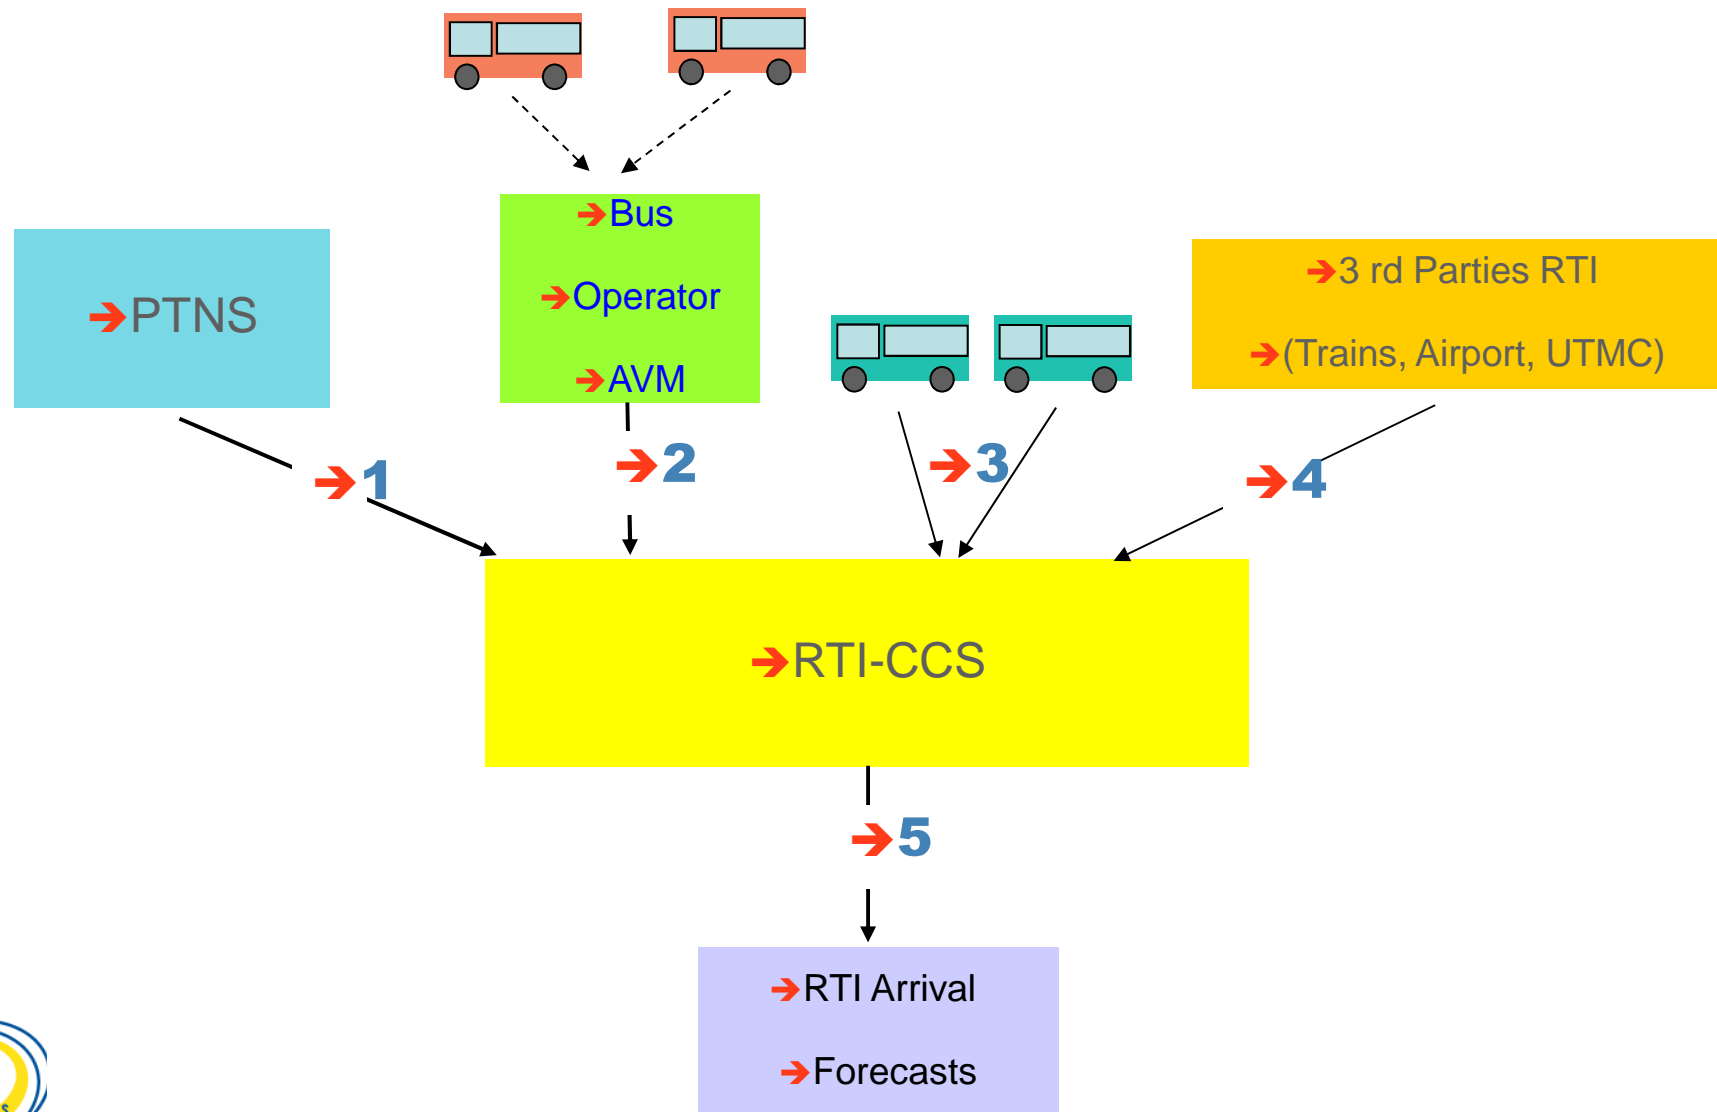 ➔Bus
➔Operator
➔AVM
➔PTNS
➔3 rd Parties RTI
➔(Trains, Airport, UTMC)
➔1
➔2
➔3
➔4
➔RTI-CCS
➔5
➔RTI Arrival
➔Forecasts